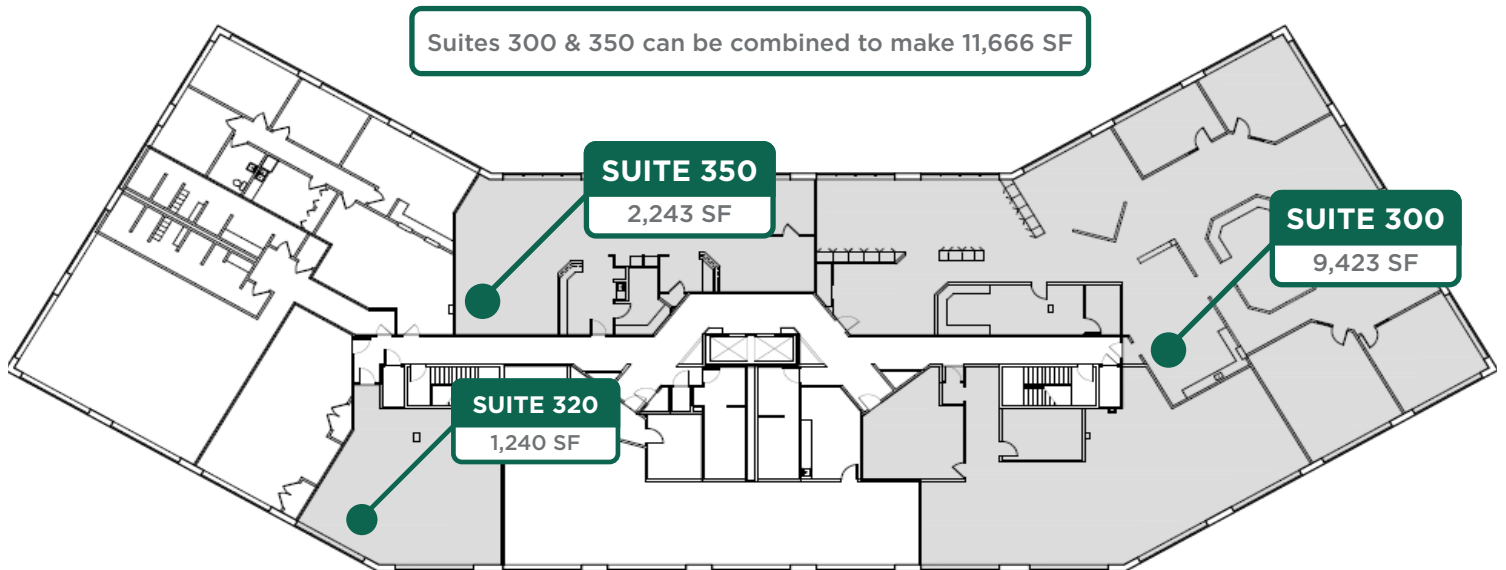 Suites 300 & 350 can be combined to make 11,666 SF
SUITE 350
2,243 SF
SUITE 300
9,423 SF
SUITE 320
1,240 SF